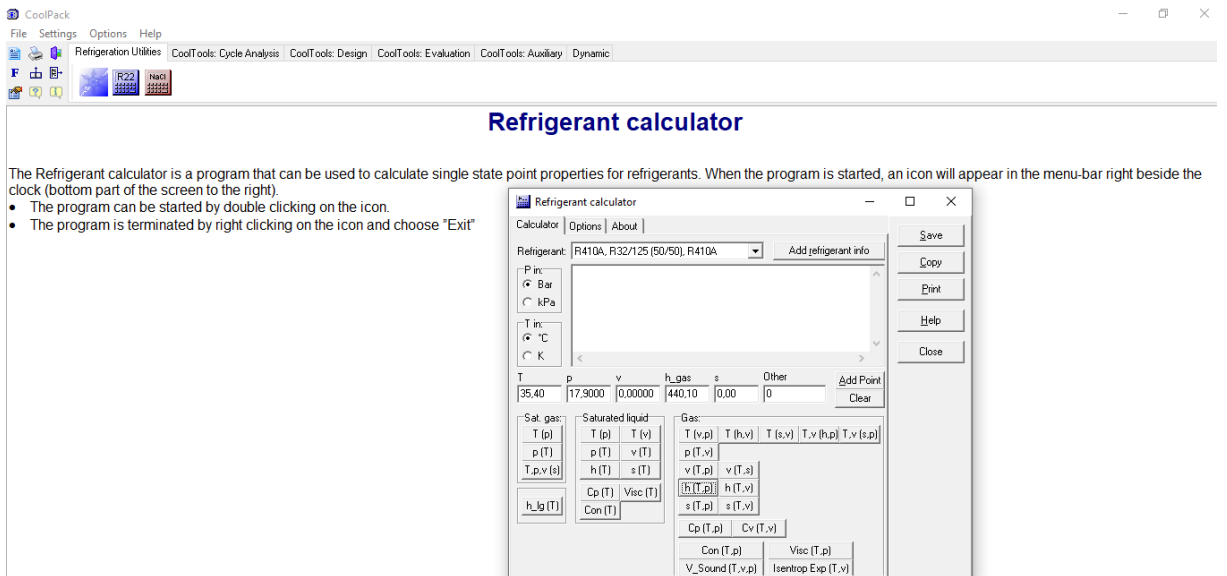 CoolPack
File Settings Options Help
Refrigeration Utilities CoolTools: Cycle Analysis CoolTools: Design CoolTools: Evaluation CoolTools: Auxiliary Dynamic
F
R22 NaCl
Refrigerant calculator
The Refrigerant calculator is a program that can be used to calculate single state point properties for refrigerants. When the program is started, an icon will appear in the menu-bar right beside the
clock (bottom part of the screen to the right).
• The program can be started by double clicking on the icon.
• The program is terminated by right clicking on the icon and choose "Exit"
Refrigerant calculator
Calculator Options About
Save
Refrigerant: R410A, R32/125 (50/50), R410A Add refrigerant info
Copy
P in:
Bar
kPa
Print
T in:
°C
K
Help
Close
T p v h_gas s Other Add Point
35,40 17,9000 0,00000 440,10 0,00 0 Clear
Sat. gas: Saturated liquid Gas:
T (p) T (p) T (v) T (v,p) T (h,v) T (s,v) T,v (h,p) T,v (s,p)
p (T) p (T) v (T) p (T,v)
T,p,v (s) h (T) s (T) v (T,p) v (T,s)
Cp (T) Visc (T) h (T,p) h (T,v)
h_lg (T) Con (T) s (T,p) s (T,v)
Cp (T,p) Cv (T,v)
Con (T,p) Visc (T,p)
V_Sound (T,v,p) Isentrop Exp (T,v)